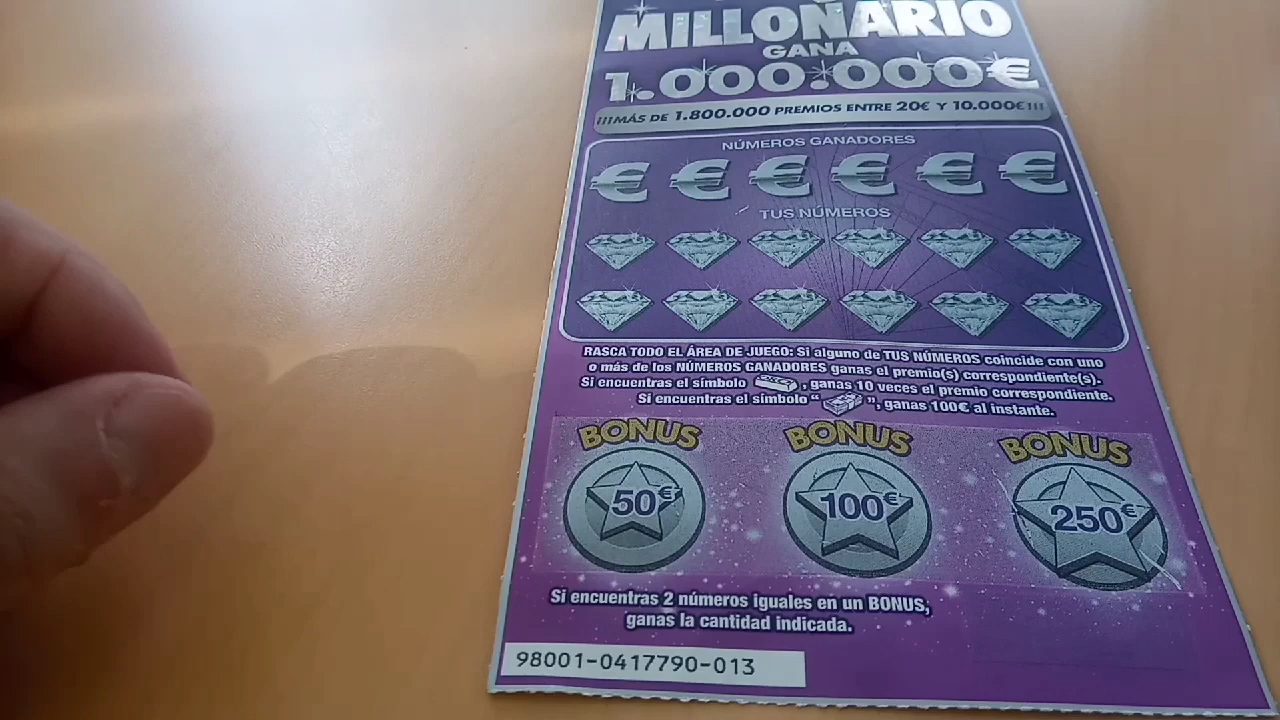 MILLONARIO
GANA
1.000.000€
¡¡¡MÁS DE 1.800.000 PREMIOS ENTRE 20€ Y 10.000€!!!
NÚMEROS GANADORES
€ € € € € €
TUS NÚMEROS
RASCA TODO EL ÁREA DE JUEGO: Si alguno de TUS NÚMEROS coincide con uno
o más de los NÚMEROS GANADORES ganas el premio(s) correspondiente(s).
Si encuentras el símbolo , ganas 10 veces el premio correspondiente.
Si encuentras el símbolo “ ”, ganas 100€ al instante.
BONUS BONUS BONUS
50€ 100€ 250€
Si encuentras 2 números iguales en un BONUS,
ganas la cantidad indicada.
98001-0417790-013